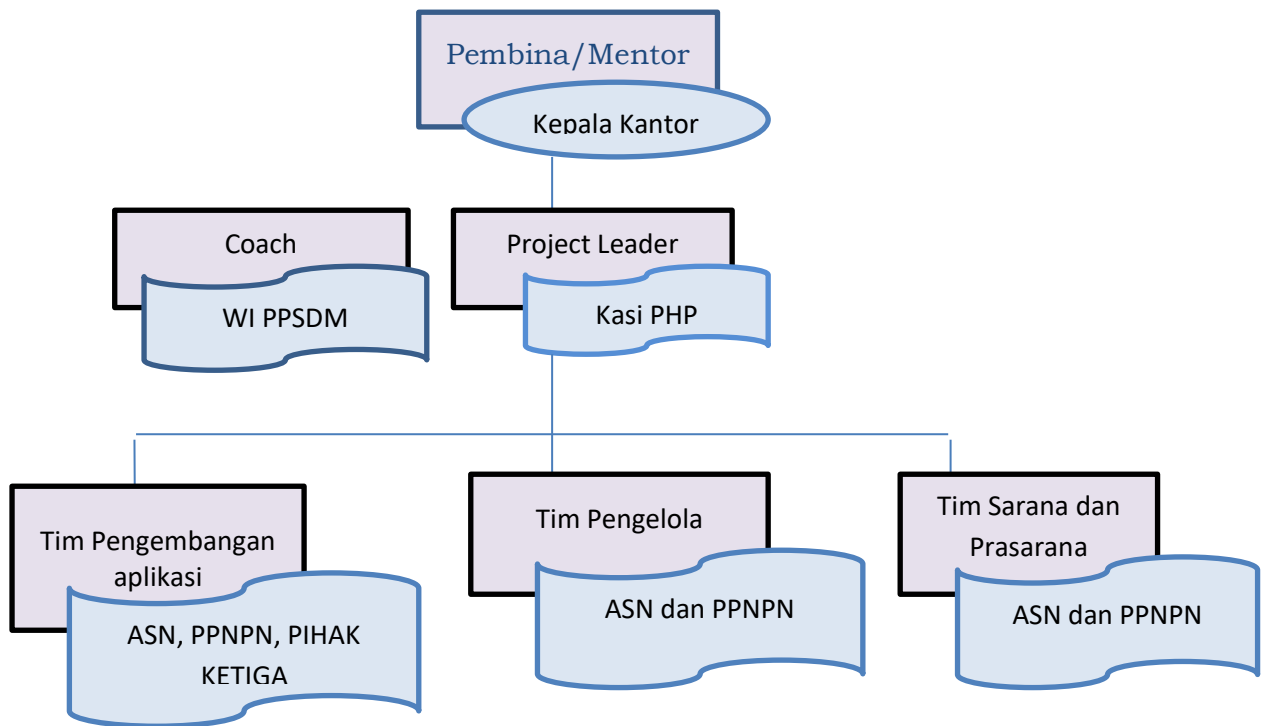 Pembina/Mentor
Kepala Kantor
Coach
WI PPSDM
Project Leader
Kasi PHP
Tim Pengembangan
aplikasi
ASN, PPNPN, PIHAK
KETIGA
Tim Pengelola
ASN dan PPNPN
Tim Sarana dan
Prasarana
ASN dan PPNPN